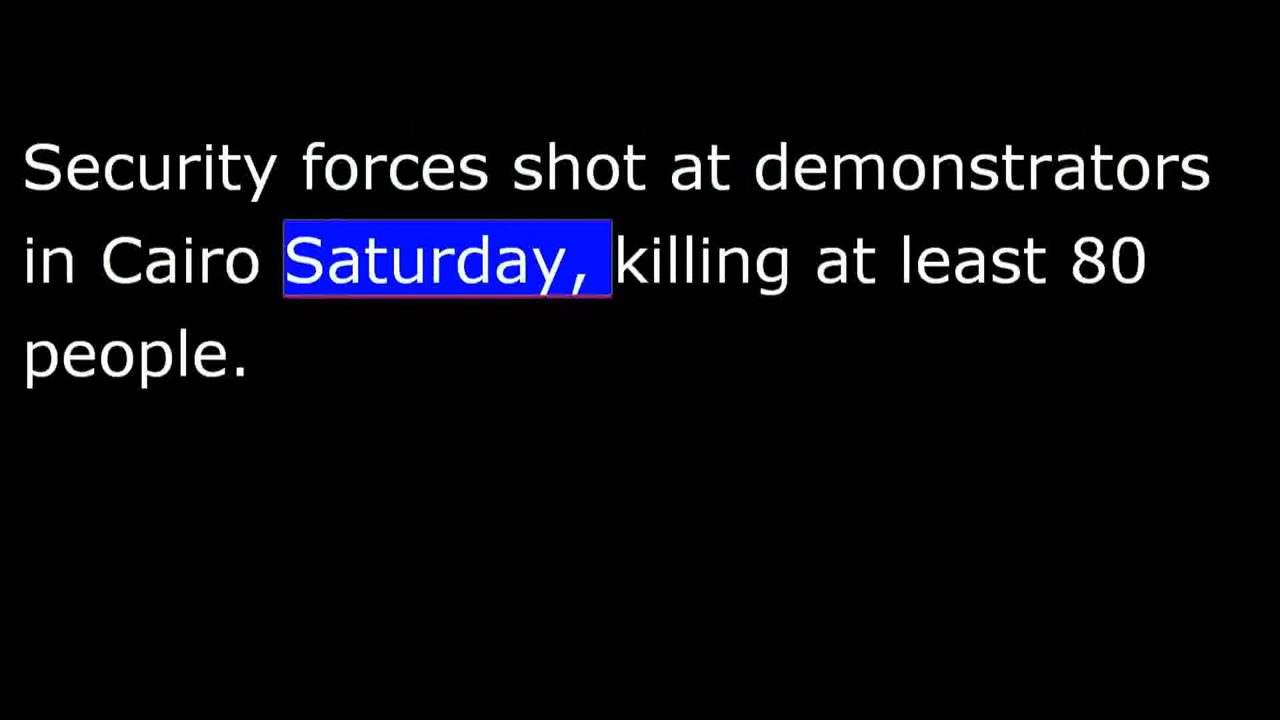 Security forces shot at demonstrators
in Cairo Saturday, killing at least 80
people.